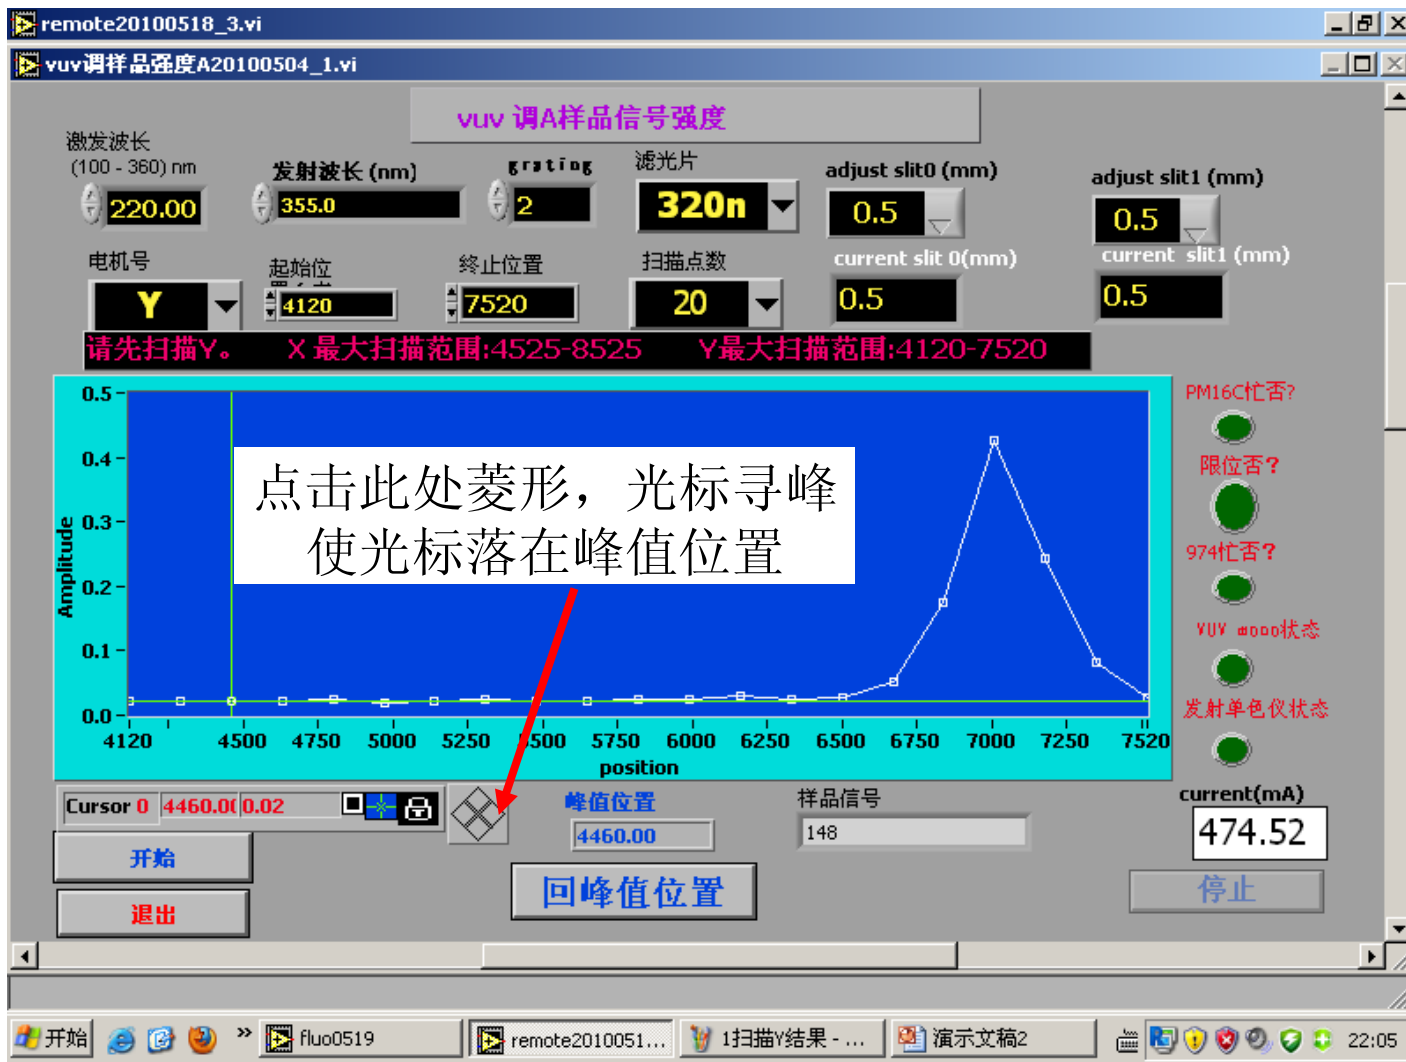 remote20100518_3.vi
vuv调样品强度A20100504_1.vi
vuv 调A样品信号强度
激发波长
(100 - 360) nm
发射波长 (nm)
grating
滤光片
adjust slit0 (mm)
adjust slit1 (mm)
220.00
355.0
2
320n
0.5
0.5
电机号
起始位
终止位置
扫描点数
current slit 0(mm)
current slit1 (mm)
Y
4120
7520
20
0.5
0.5
请先扫描Y。 X 最大扫描范围:4525-8525 Y最大扫描范围:4120-7520
0.5
0.4
0.3
0.2
0.1
0.0
Amplitude
点击此处菱形，光标寻峰
使光标落在峰值位置
4120 4500 4750 5000 5250 5500 5750 6000 6250 6500 6750 7000 7250 7520
position
PM16C忙否?
限位否?
974忙否?
VUV mono状态
发射单色仪状态
Cursor 0 4460.0 0.02
峰值位置
4460.00
样品信号
148
current(mA)
474.52
开始
退出
回峰值位置
停止
开始
»
fluo0519
remote2010051...
1扫描Y结果 - ...
演示文稿2
22:05